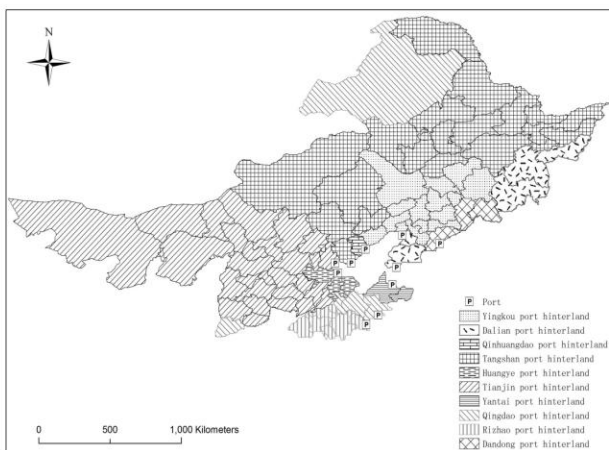 N
P Port
Yingkou port hinterland
Dalian port hinterland
Qinhuangdao port hinterland
Tangshan port hinterland
Huangye port hinterland
Tianjin port hinterland
Yantai port hinterland
Qingdao port hinterland
Rizhao port hinterland
Dandong port hinterland
0 500 1,000 Kilometers
P
P
P
P
P
P
P
P
P
P